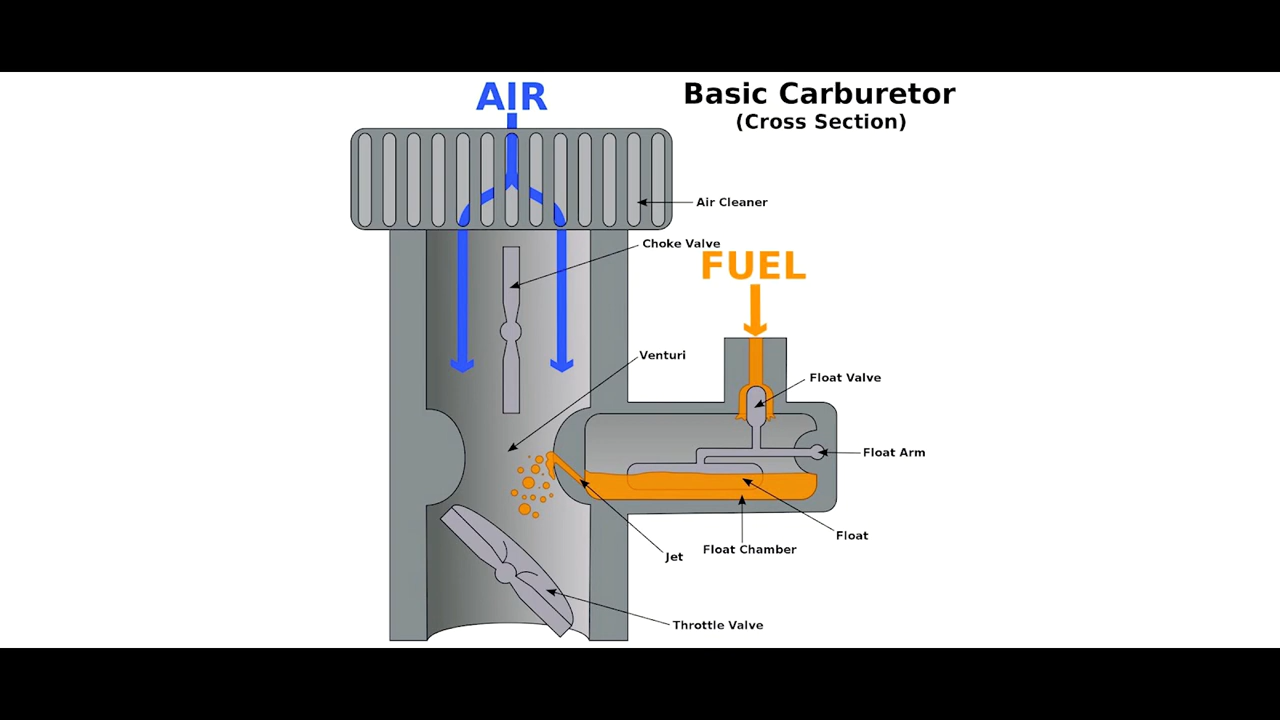 AIR
Basic Carburetor
(Cross Section)
Air Cleaner
Choke Valve
FUEL
Venturi
Float Valve
Float Arm
Float
Float Chamber
Jet
Throttle Valve